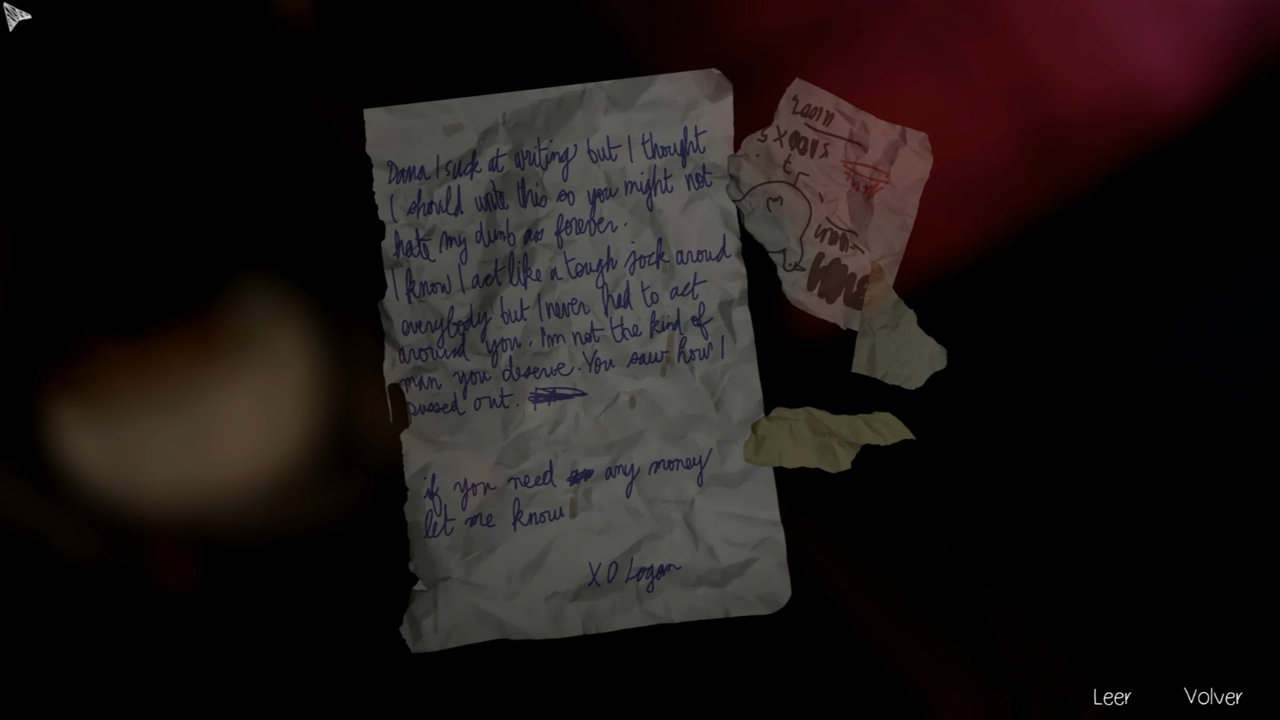 Dana I suck at writing but I thought
I should write this so you might not
hate my dumb ass forever.
I know I act like a tough jock aroud
everybody but I never had to act
around you. I'm not the kind of
man you deserve. You saw how I
pussed out.
if you need any money
let me know
XO Logan
Leer
Volver